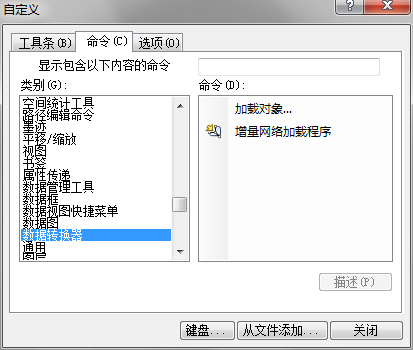 自定义
工具条(B)
命令(C)
选项(O)
显示包含以下内容的命令
类别(G):
命令(D):
空间统计工具
路径编辑命令
墨迹
平移/缩放
视图
书签
属性传递
数据管理工具
数据框
数据视图快捷菜单
数据图
数据转换器
通用
图层
加载对象...
增量网络加载程序
描述(P)
键盘...
从文件添加...
关闭